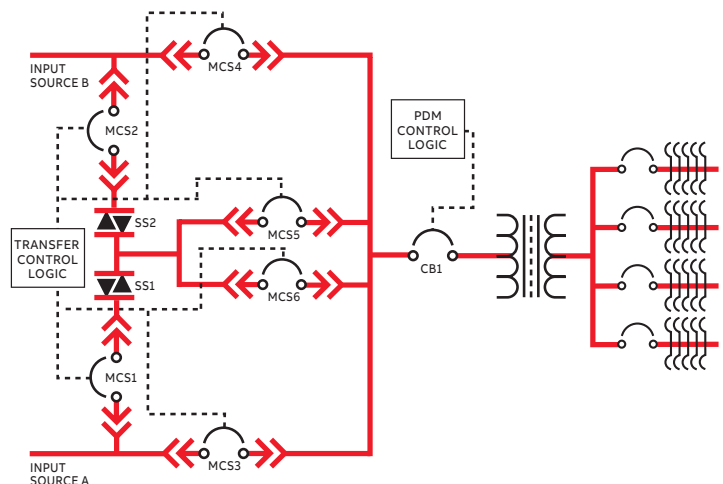 INPUT
SOURCE B
MCS4
MCS2
PDM
CONTROL
LOGIC
SS2
MCS5
TRANSFER
CONTROL
LOGIC
CB1
SS1
MCS6
MCS1
MCS3
INPUT
SOURCE A